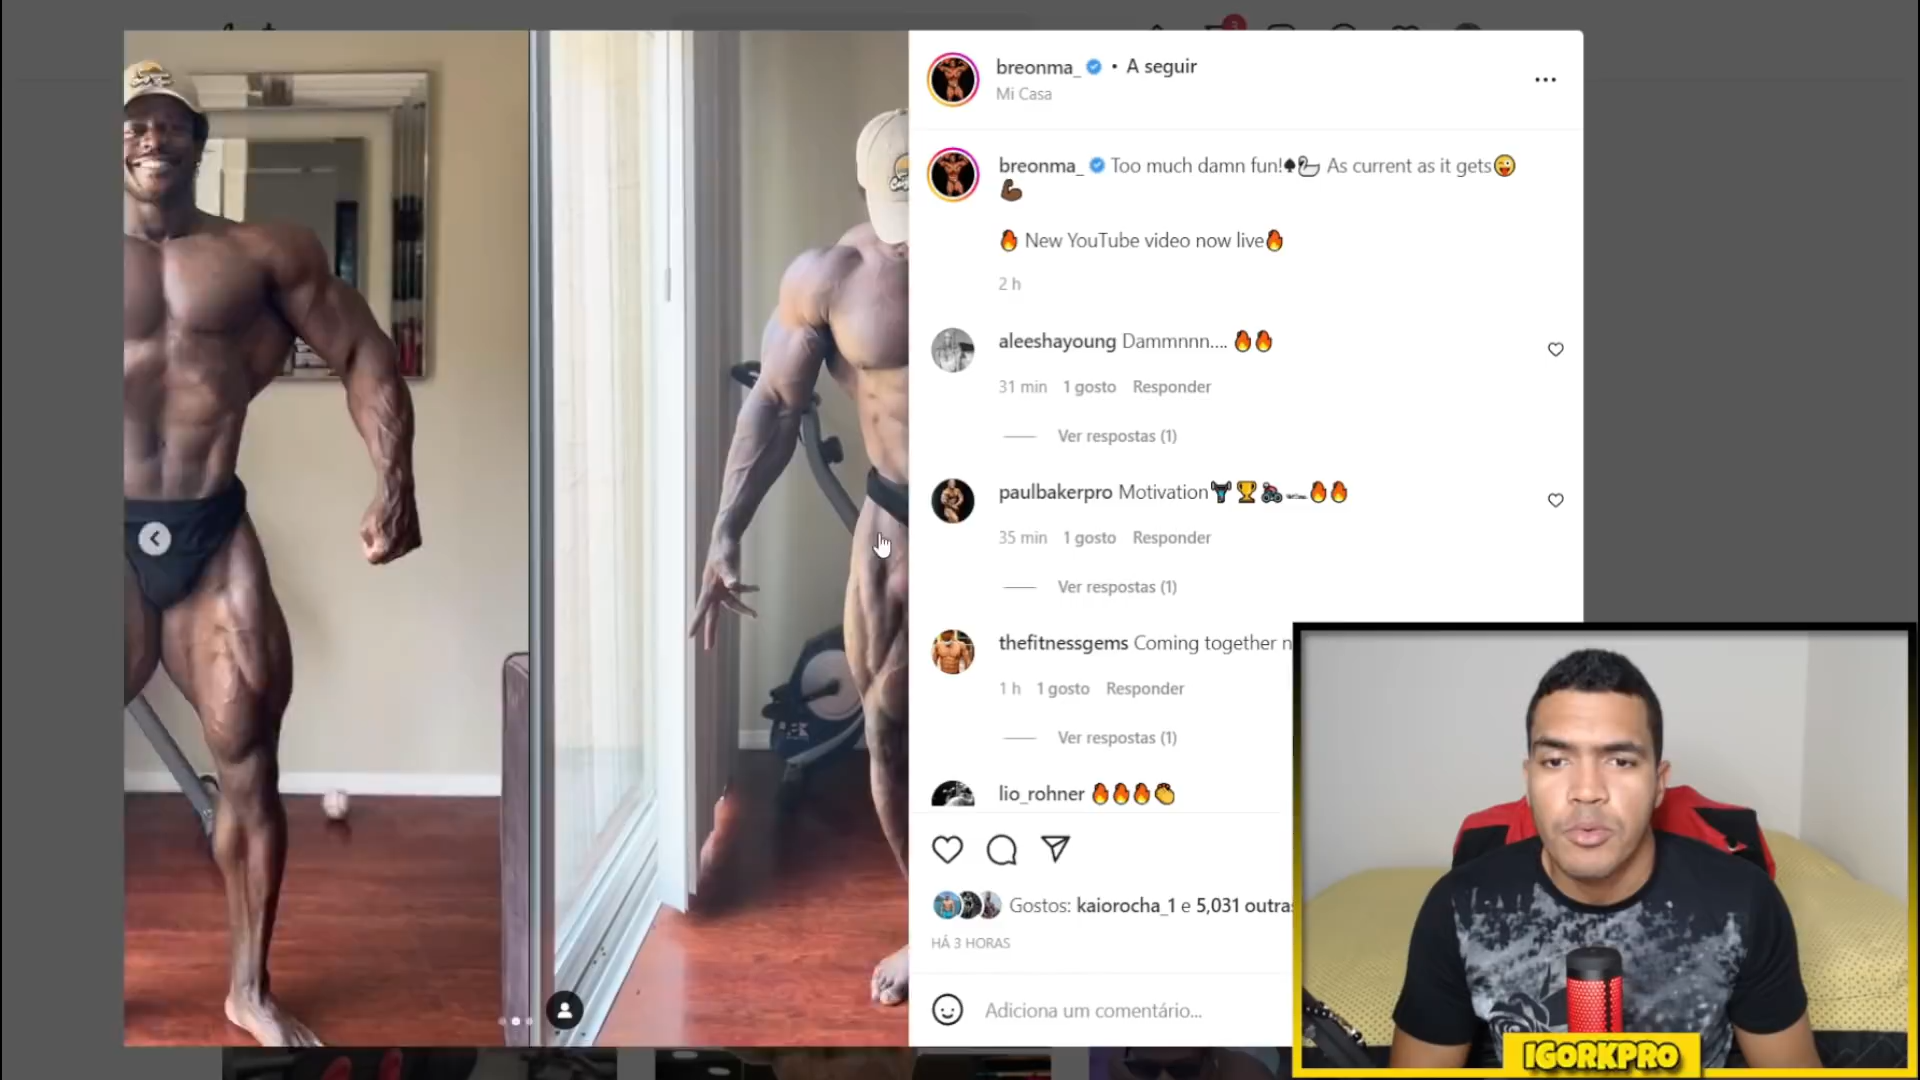 breonma_ • A seguir
Mi Casa
breonma_ Too much damn fun!♠🦢 As current as it gets😜
💪🏿
🔥 New YouTube video now live🔥
2 h
aleeshayoung Dammnnn.... 🔥🔥
31 min 1 gosto Responder
Ver respostas (1)
paulbakerpro Motivation
35 min 1 gosto Responder
Ver respostas (1)
thefitnessgems Coming together n
1 h 1 gosto Responder
Ver respostas (1)
lio_rohner 🔥🔥🔥👏
Gostos: kaiorocha_1 e 5,031 outras
HÁ 3 HORAS
Adiciona um comentário...
IGORKPRO